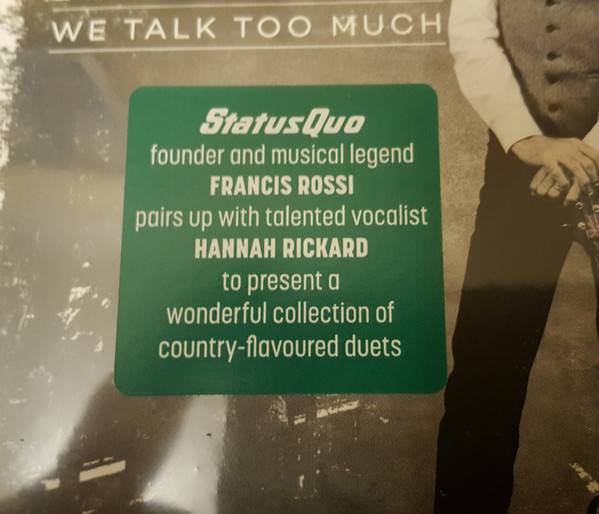 WE TALK TOO MUCH
StatusQuo
founder and musical legend
FRANCIS ROSSI
pairs up with talented vocalist
HANNAH RICKARD
to present a
wonderful collection of
country-flavoured duets